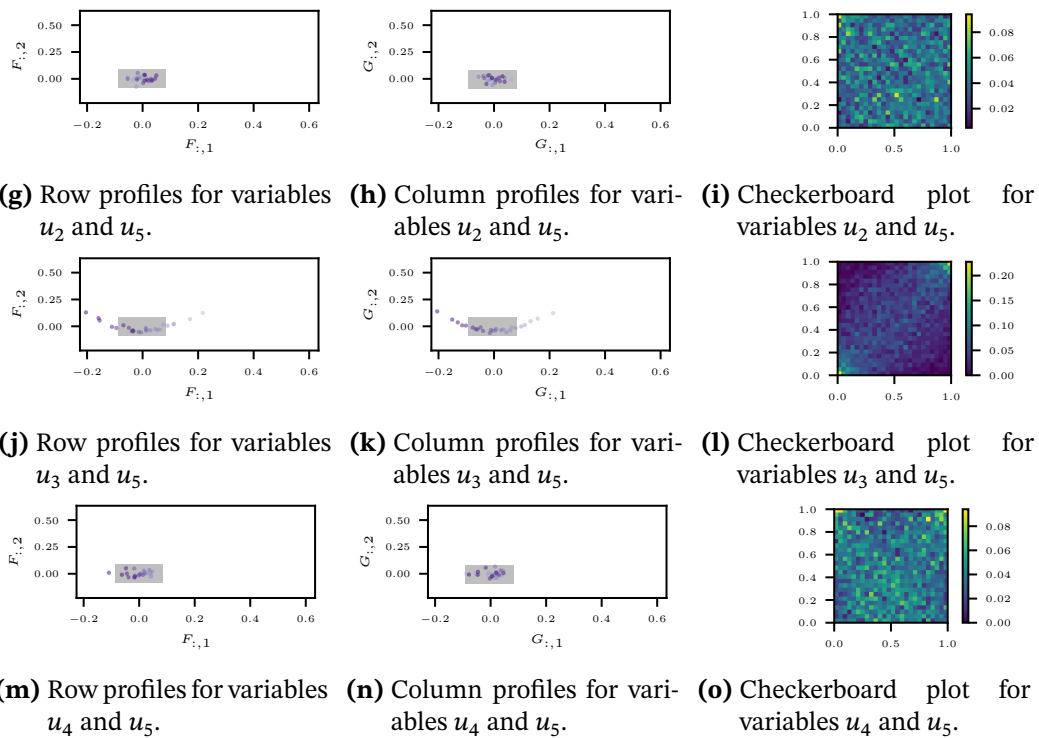 0.50
0.25
0.00
F:,2
−0.2 0.0 0.2 0.4 0.6
F:,1
0.50
0.25
0.00
G:,2
−0.2 0.0 0.2 0.4 0.6
G:,1
1.0
0.8
0.6
0.4
0.2
0.0
0.0 0.5 1.0
0.08
0.06
0.04
0.02
(g) Row profiles for variables
u2 and u5.
(h) Column profiles for vari-
ables u2 and u5.
(i) Checkerboard plot for
variables u2 and u5.
0.50
0.25
0.00
F:,2
−0.2 0.0 0.2 0.4 0.6
F:,1
0.50
0.25
0.00
G:,2
−0.2 0.0 0.2 0.4 0.6
G:,1
1.0
0.8
0.6
0.4
0.2
0.0
0.0 0.5 1.0
0.20
0.15
0.10
0.05
0.00
(j) Row profiles for variables
u3 and u5.
(k) Column profiles for vari-
ables u3 and u5.
(l) Checkerboard plot for
variables u3 and u5.
0.50
0.25
0.00
F:,2
−0.2 0.0 0.2 0.4 0.6
F:,1
0.50
0.25
0.00
G:,2
−0.2 0.0 0.2 0.4 0.6
G:,1
1.0
0.8
0.6
0.4
0.2
0.0
0.0 0.5 1.0
0.08
0.06
0.04
0.02
0.00
(m) Row profiles for variables
u4 and u5.
(n) Column profiles for vari-
ables u4 and u5.
(o) Checkerboard plot for
variables u4 and u5.